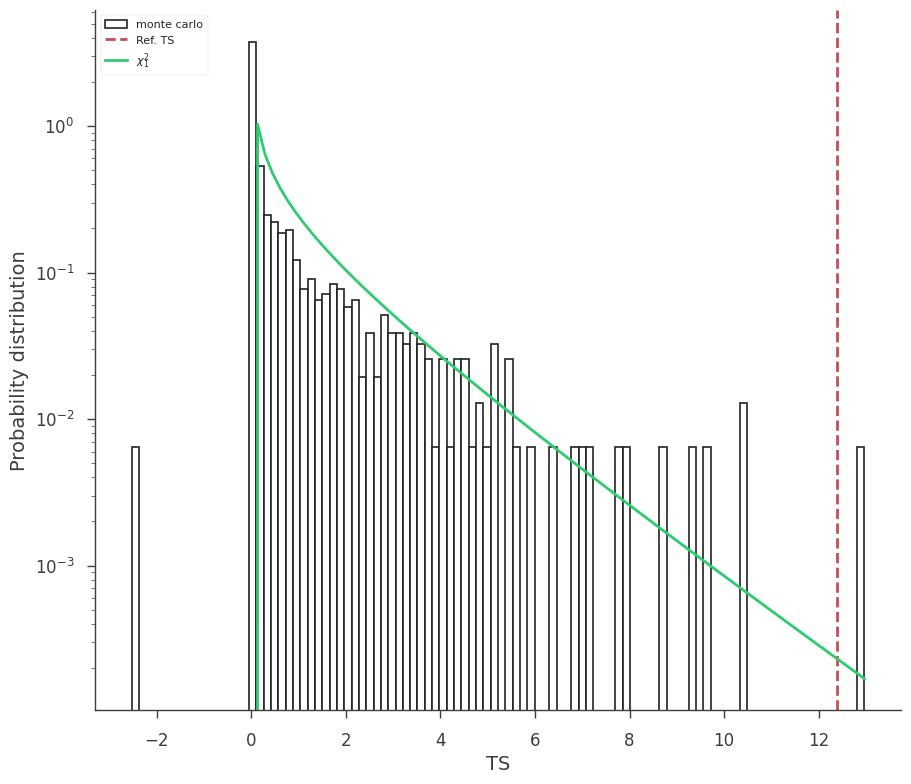 monte carlo
Ref. TS
χ₁²
Probability distribution
10⁰
10⁻¹
10⁻²
10⁻³
−2 0 2 4 6 8 10 12
TS